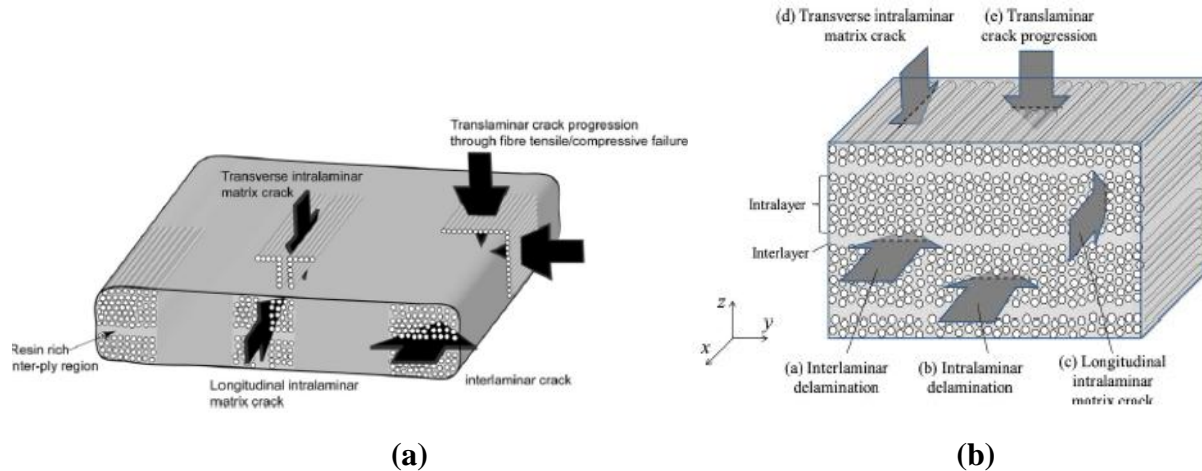 Translaminar crack progression
through fibre tensile/compressive failure
Transverse intralaminar
matrix crack
Resin rich
nter-ply region
Longitudinal intralaminar
matrix crack
interlaminar crack
(a)
(d) Transverse intralaminar
matrix crack
(e) Translaminar
crack progression
Intralayer
Interlayer
z
y
x
(a) Interlaminar
delamination
(b) Intralaminar
delamination
(c) Longitudinal
intralaminar
matrix crack
(b)